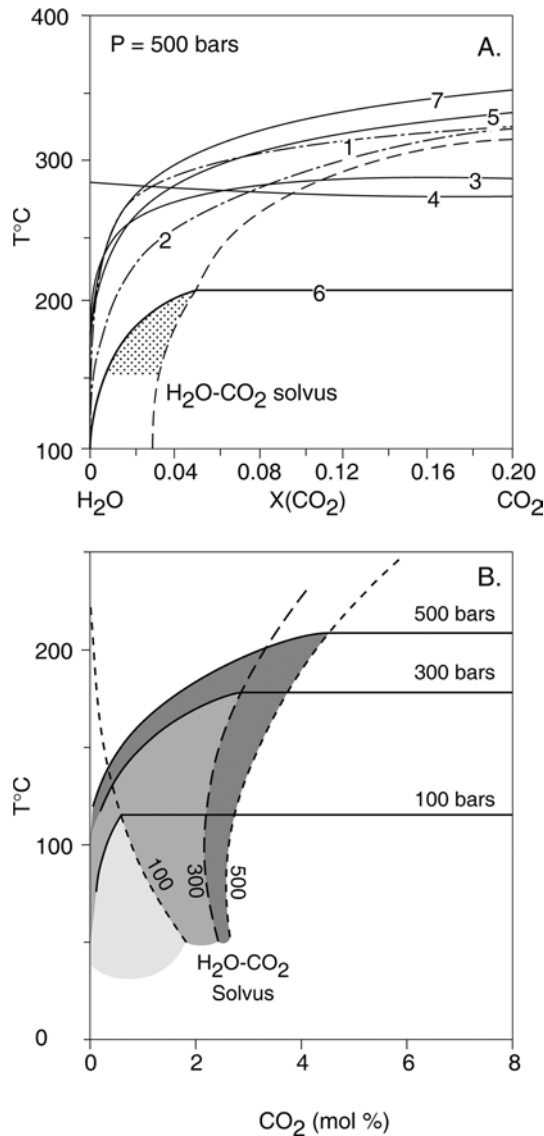 400
P = 500 bars
A.
7
5
1
300
3
4
T°C
2
200
6
H2O-CO2 solvus
100
0
0.04
0.08
0.12
0.16
0.20
H2O
X(CO2)
CO2
B.
500 bars
200
300 bars
T°C
100 bars
100
100
300
500
H2O-CO2
Solvus
0
0
2
4
6
8
CO2 (mol %)